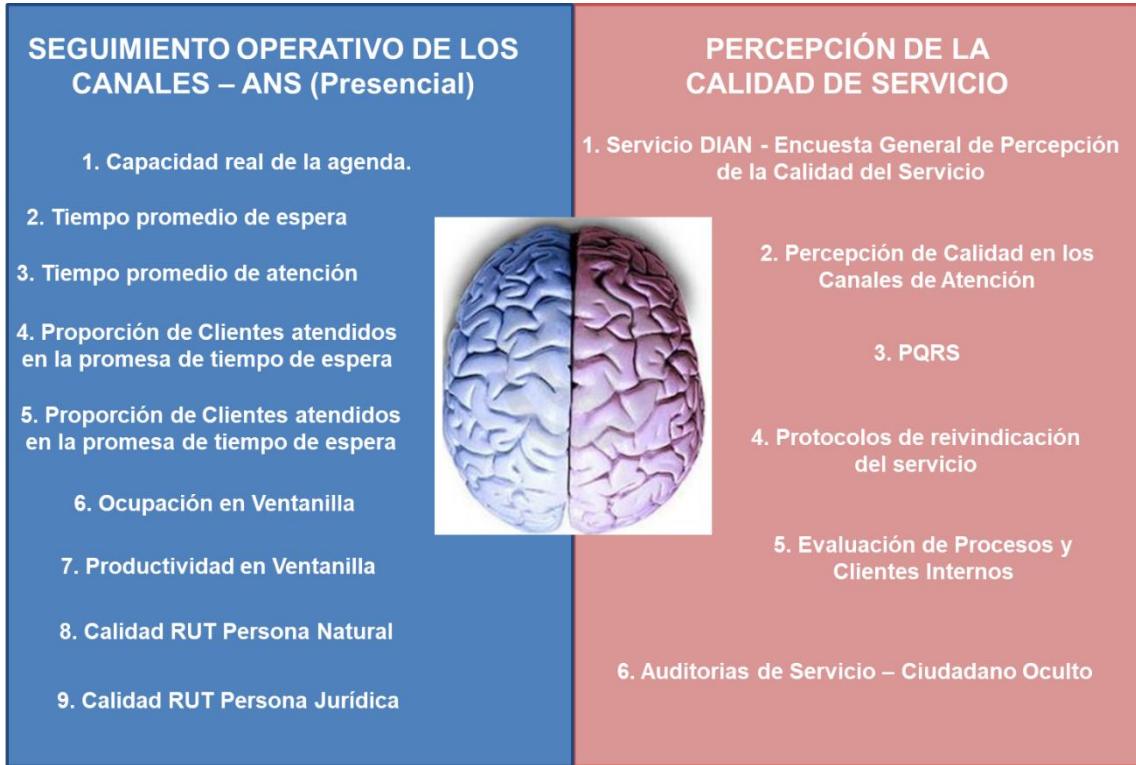 SEGUIMIENTO OPERATIVO DE LOS
CANALES – ANS (Presencial)
1. Capacidad real de la agenda.
2. Tiempo promedio de espera
3. Tiempo promedio de atención
4. Proporción de Clientes atendidos
en la promesa de tiempo de espera
5. Proporción de Clientes atendidos
en la promesa de tiempo de espera
6. Ocupación en Ventanilla
7. Productividad en Ventanilla
8. Calidad RUT Persona Natural
9. Calidad RUT Persona Jurídica
PERCEPCIÓN DE LA
CALIDAD DE SERVICIO
1. Servicio DIAN - Encuesta General de Percepción
de la Calidad del Servicio
2. Percepción de Calidad en los
Canales de Atención
3. PQRS
4. Protocolos de reivindicación
del servicio
5. Evaluación de Procesos y
Clientes Internos
6. Auditorias de Servicio – Ciudadano Oculto